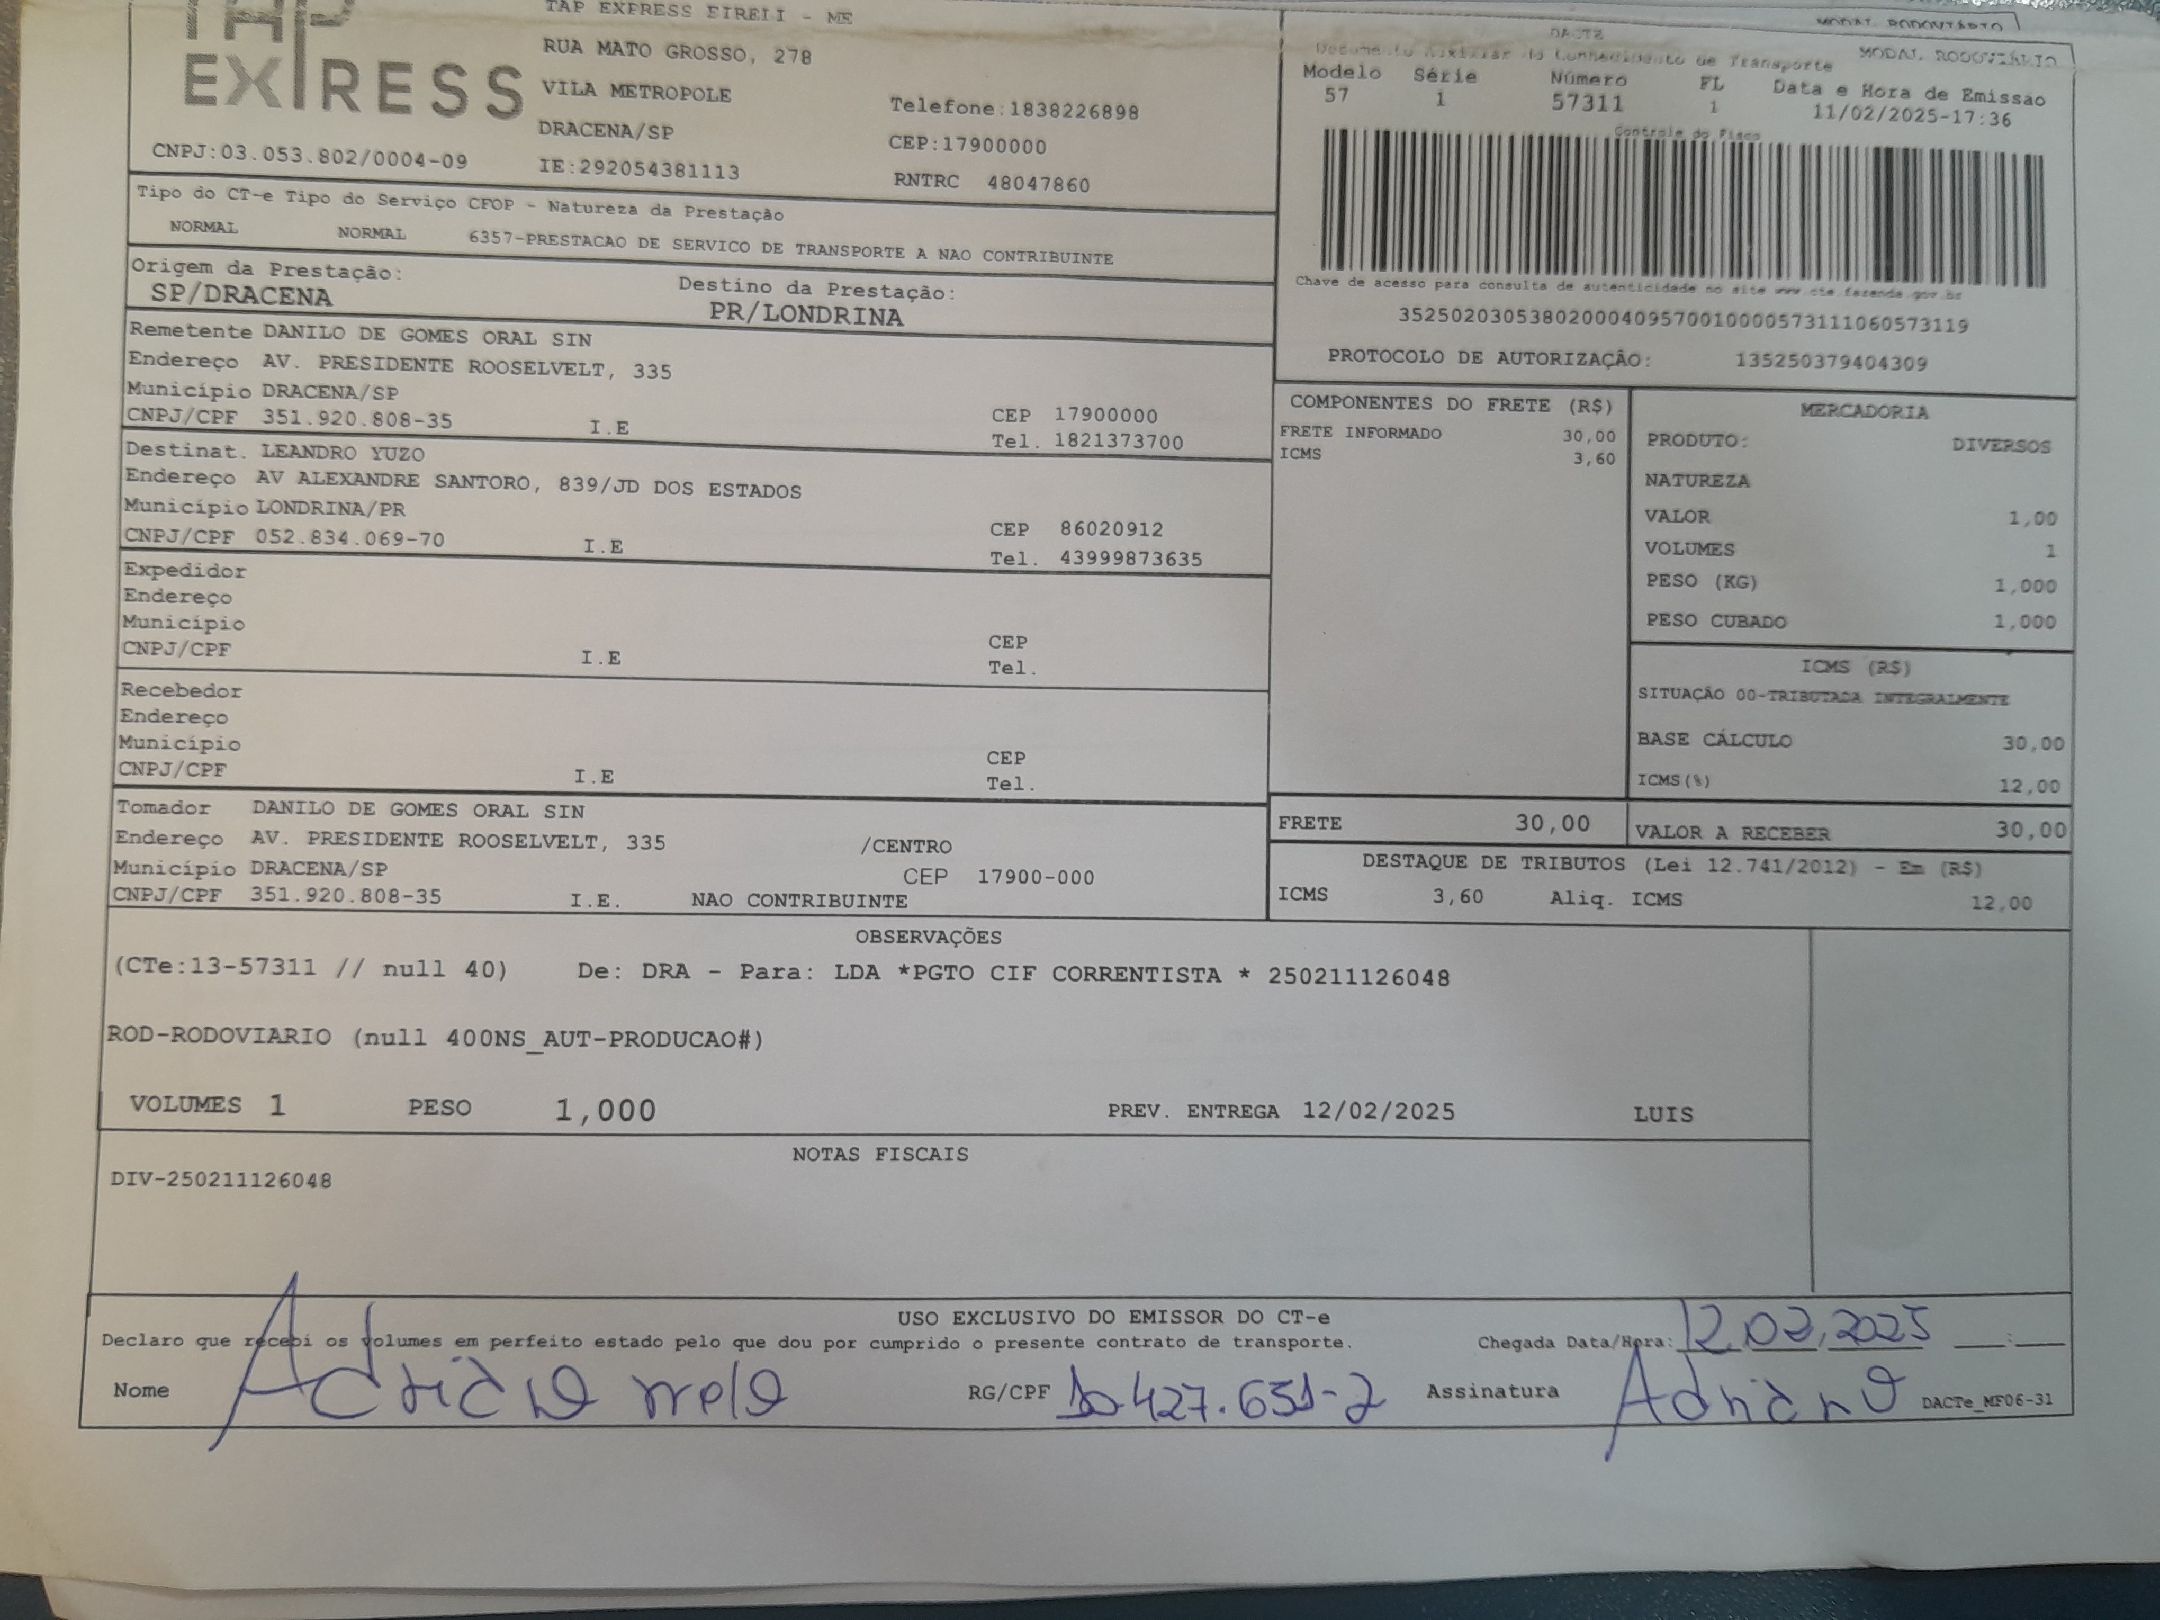 TAP
EXPRESS
TAP EXPRESS EIRELI - ME
RUA MATO GROSSO, 278
VILA METROPOLE
DRACENA/SP
Telefone:1838226898
CEP:17900000
CNPJ:03.053.802/0004-09
IE:292054381113
RNTRC 48047860
MODAL RODOVIÁRIO
DACTE
Documento Auxiliar do Conhecimento de Transporte
MODAL RODOVIÁRIO
Modelo Série Número FL Data e Hora de Emissão
57 1 57311 1 11/02/2025-17:36
Controle do Fisco
Chave de acesso para consulta de autenticidade no site www.cte.fazenda.gov.br
35250203053802000409570010000573111060573119
PROTOCOLO DE AUTORIZAÇÃO: 135250379404309
Tipo do CT-e Tipo do Serviço CFOP - Natureza da Prestação
NORMAL NORMAL 6357-PRESTACAO DE SERVICO DE TRANSPORTE A NAO CONTRIBUINTE
Origem da Prestação: Destino da Prestação:
SP/DRACENA PR/LONDRINA
Remetente DANILO DE GOMES ORAL SIN
Endereço AV. PRESIDENTE ROOSELVELT, 335
Município DRACENA/SP
CEP 17900000
CNPJ/CPF 351.920.808-35 I.E
Tel. 1821373700
Destinat. LEANDRO YUZO
Endereço AV ALEXANDRE SANTORO, 839/JD DOS ESTADOS
Município LONDRINA/PR
CEP 86020912
CNPJ/CPF 052.834.069-70 I.E
Tel. 43999873635
Expedidor
Endereço
Município
CEP
CNPJ/CPF I.E
Tel.
Recebedor
Endereço
Município
CEP
CNPJ/CPF I.E
Tel.
Tomador DANILO DE GOMES ORAL SIN
Endereço AV. PRESIDENTE ROOSELVELT, 335 /CENTRO
Município DRACENA/SP CEP 17900-000
CNPJ/CPF 351.920.808-35 I.E. NAO CONTRIBUINTE
COMPONENTES DO FRETE (R$)
FRETE INFORMADO 30,00
ICMS 3,60
MERCADORIA
PRODUTO: DIVERSOS
NATUREZA
VALOR 1,00
VOLUMES 1
PESO (KG) 1,000
PESO CUBADO 1,000
ICMS (R$)
SITUAÇÃO 00-TRIBUTADA INTEGRALMENTE
BASE CÁLCULO 30,00
ICMS(%) 12,00
FRETE 30,00 VALOR A RECEBER 30,00
DESTAQUE DE TRIBUTOS (Lei 12.741/2012) - Em (R$)
ICMS 3,60 Aliq. ICMS 12,00
OBSERVAÇÕES
(CTe:13-57311 // null 40) De: DRA - Para: LDA *PGTO CIF CORRENTISTA * 250211126048
ROD-RODOVIARIO (null 400NS_AUT-PRODUCAO#)
VOLUMES 1 PESO 1,000 PREV. ENTREGA 12/02/2025 LUIS
NOTAS FISCAIS
DIV-250211126048
USO EXCLUSIVO DO EMISSOR DO CT-e
Declaro que recebi os volumes em perfeito estado pelo que dou por cumprido o presente contrato de transporte. Chegada Data/Hora: 12.02.2025 __:__
Nome Adriano RG/CPF 10.427.651-2 Assinatura Adriano DACTe_MF06-31